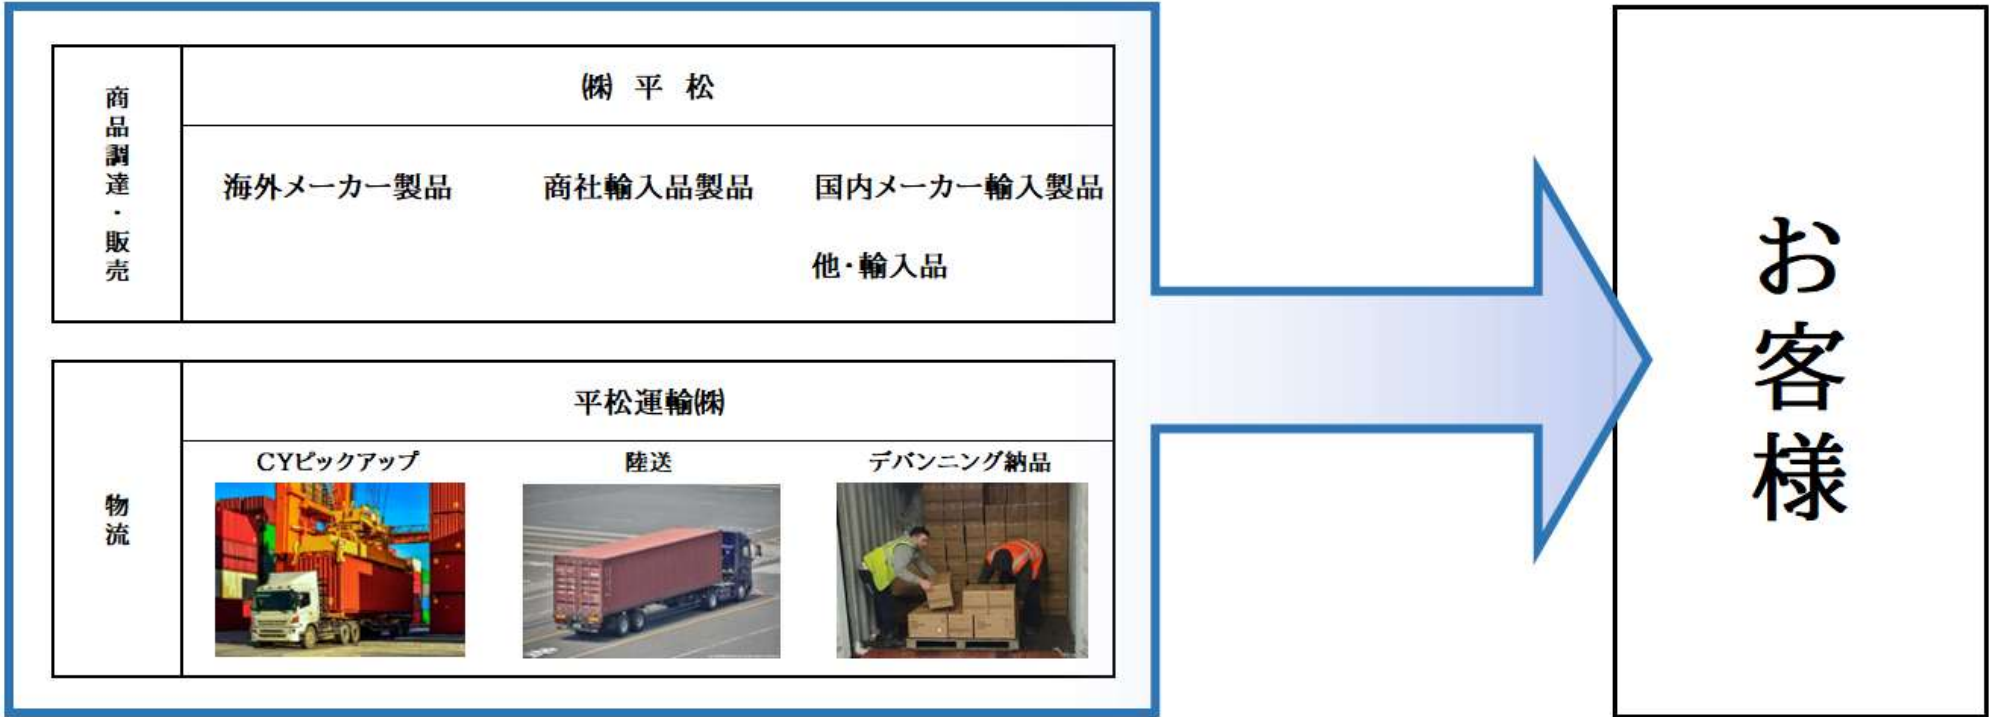 商品調達・販売
㈱ 平 松
海外メーカー製品 商社輸入品製品 国内メーカー輸入製品
他・輸入品
物流
平松運輸㈱
CYピックアップ 陸送 デバンニング納品
お客様